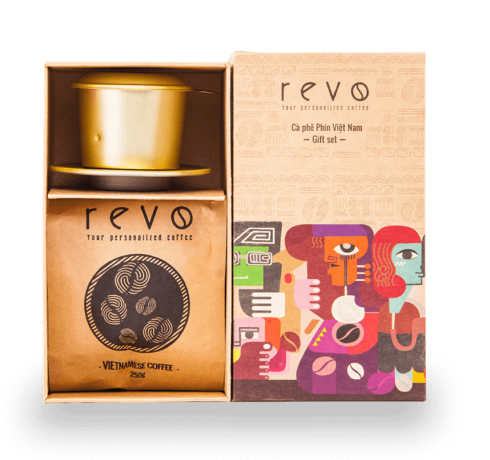 revo
Your personalized coffee
- VIETNAMESE COFFEE -
250g
revo
Your personalized coffee
Cà phê Phin Việt Nam
– Gift set –